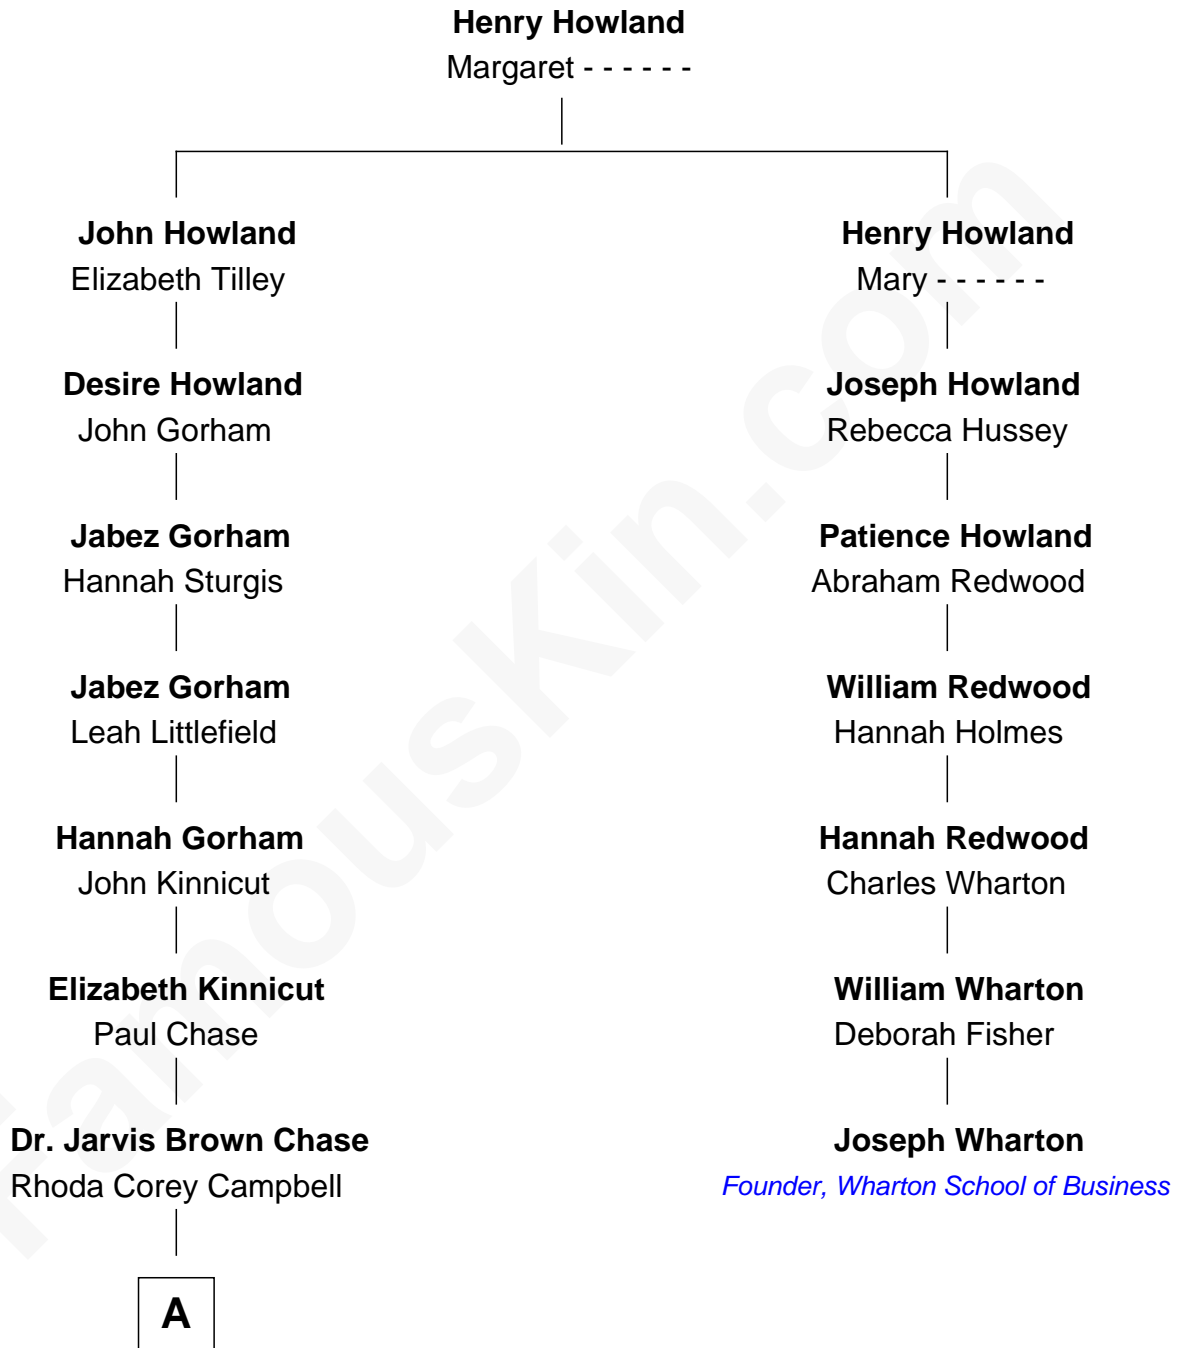 Henry Howland
Margaret - - - - - -
John Howland
Elizabeth Tilley
Henry Howland
Mary - - - - - -
Desire Howland
John Gorham
Joseph Howland
Rebecca Hussey
Jabez Gorham
Hannah Sturgis
Patience Howland
Abraham Redwood
Jabez Gorham
Leah Littlefield
William Redwood
Hannah Holmes
Hannah Gorham
John Kinnicut
Hannah Redwood
Charles Wharton
Elizabeth Kinnicut
Paul Chase
William Wharton
Deborah Fisher
Dr. Jarvis Brown Chase
Rhoda Corey Campbell
Joseph Wharton
Founder, Wharton School of Business
A
FamousKin.com